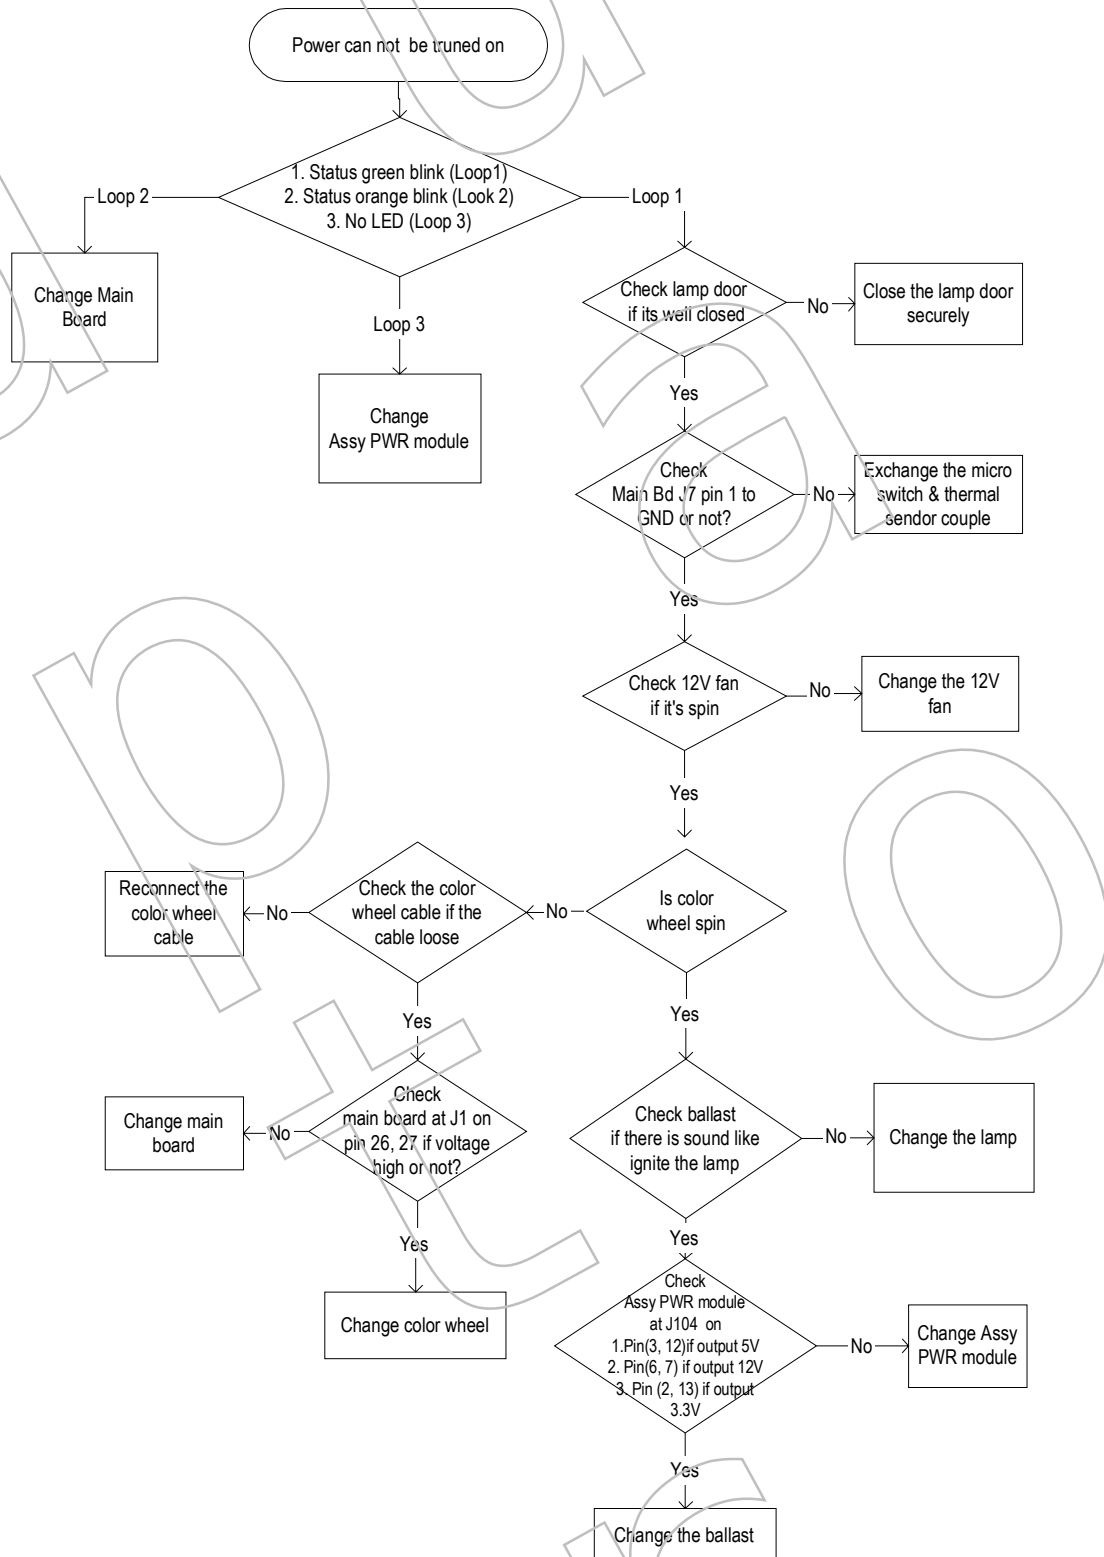 Power can not be truned on
1. Status green blink (Loop1)
2. Status orange blink (Look 2)
3. No LED (Loop 3)
Loop 2
Loop 1
Loop 3
Change Main
Board
Change
Assy PWR module
Check lamp door
if its well closed
No
Close the lamp door
securely
Yes
Check
Main Bd J7 pin 1 to
GND or not?
No
Exchange the micro
switch & thermal
sendor couple
Yes
Check 12V fan
if it's spin
No
Change the 12V
fan
Yes
Is color
wheel spin
No
Check the color
wheel cable if the
cable loose
No
Reconnect the
color wheel
cable
Yes
Check
main board at J1 on
pin 26, 27 if voltage
high or not?
No
Change main
board
Yes
Change color wheel
Yes
Check ballast
if there is sound like
ignite the lamp
No
Change the lamp
Yes
Check
Assy PWR module
at J104 on
1.Pin(3, 12)if output 5V
2. Pin(6, 7) if output 12V
3. Pin (2, 13) if output
3.3V
No
Change Assy
PWR module
Yes
Change the ballast